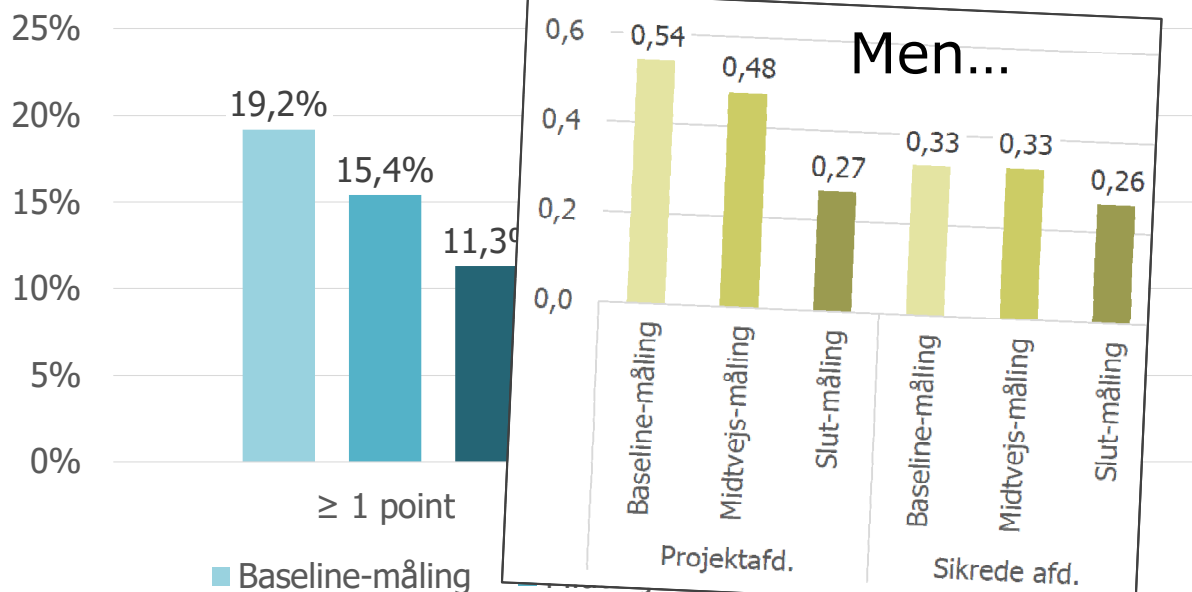 25%
20%
15%
10%
5%
0%
19,2%
15,4%
11,3%
≥ 1 point
Baseline-måling
Men...
0,6
0,4
0,2
0,0
0,54
0,48
0,27
0,33
0,33
0,26
Baseline-måling
Midtvejs-måling
Slut-måling
Baseline-måling
Midtvejs-måling
Slut-måling
Projektafd.
Sikrede afd.